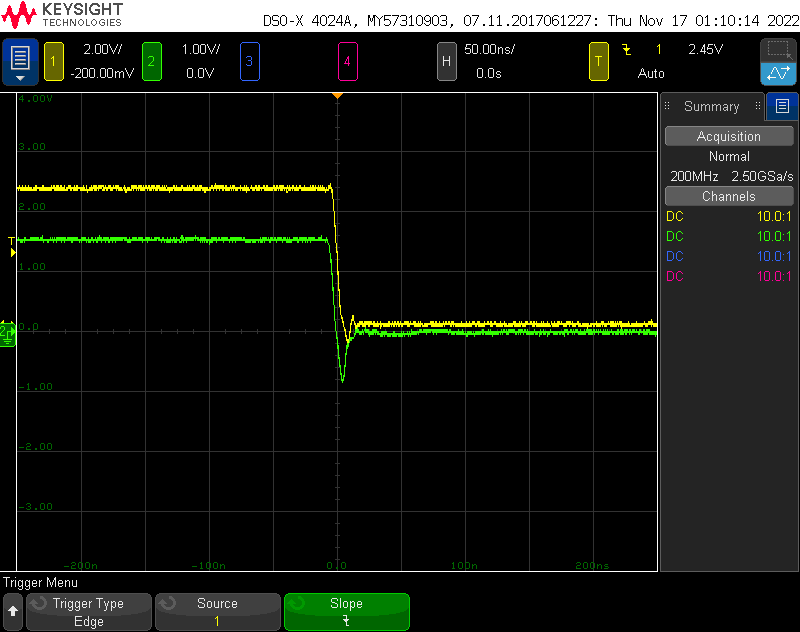 KEYSIGHT
TECHNOLOGIES
DSO-X 4024A, MY57310903, 07.11.2017061227: Thu Nov 17 01:10:14 2022
1 2.00V/ 2 1.00V/ 3 4 H 50.00ns/ T 1 2.45V
-200.00mV 0.0V 0.0s Auto
4.00V
3.00
2.00
T
1.00
2 0.0
-1.00
-2.00
-3.00
-200n -100n 0.0 100n 200ns
Summary
Acquisition
Normal
200MHz 2.50GSa/s
Channels
DC 10.0:1
DC 10.0:1
DC 10.0:1
DC 10.0:1
Trigger Menu
Trigger Type
Edge
Source
1
Slope